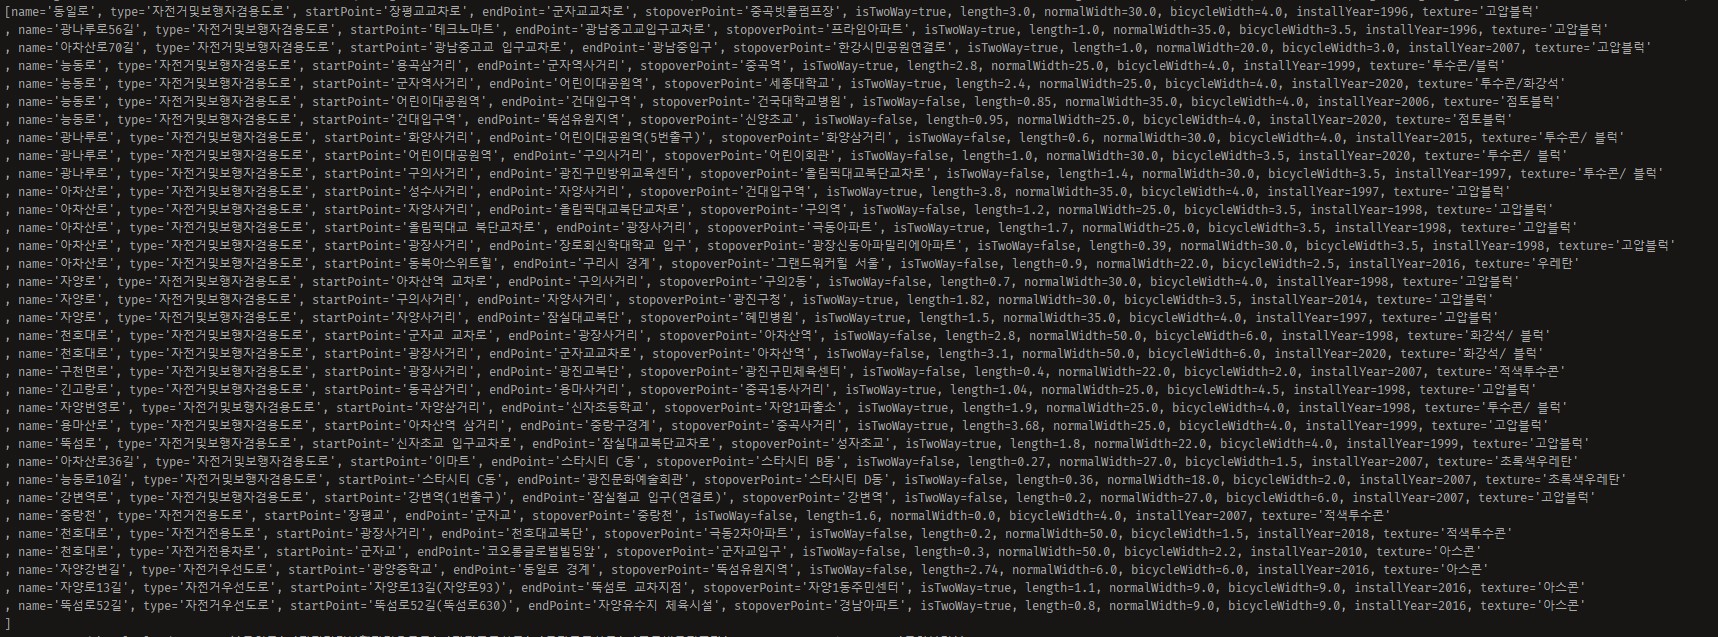 [name='동일로', type='자전거및보행자겸용도로', startPoint='장평교교차로', endPoint='군자교교차로', stopoverPoint='중곡빗물펌프장', isTwoWay=true, length=3.0, normalWidth=30.0, bicycleWidth=4.0, installYear=1996, texture='고압블럭'
, name='광나루로56길', type='자전거및보행자겸용도로', startPoint='테크노마트', endPoint='광남중고교입구교차로', stopoverPoint='프라임아파트', isTwoWay=true, length=1.0, normalWidth=35.0, bicycleWidth=3.5, installYear=1996, texture='고압블럭'
, name='아차산로70길', type='자전거및보행자겸용도로', startPoint='광남중고교 입구교차로', endPoint='광남중입구', stopoverPoint='한강시민공원연결로', isTwoWay=true, length=1.0, normalWidth=20.0, bicycleWidth=3.0, installYear=2007, texture='고압블럭'
, name='능동로', type='자전거및보행자겸용도로', startPoint='용곡삼거리', endPoint='군자역사거리', stopoverPoint='중곡역', isTwoWay=true, length=2.8, normalWidth=25.0, bicycleWidth=4.0, installYear=1999, texture='투수콘/블럭'
, name='능동로', type='자전거및보행자겸용도로', startPoint='군자역사거리', endPoint='어린이대공원역', stopoverPoint='세종대학교', isTwoWay=true, length=2.4, normalWidth=25.0, bicycleWidth=4.0, installYear=2020, texture='투수콘/화강석'
, name='능동로', type='자전거및보행자겸용도로', startPoint='어린이대공원역', endPoint='건대입구역', stopoverPoint='건국대학교병원', isTwoWay=false, length=0.85, normalWidth=35.0, bicycleWidth=4.0, installYear=2006, texture='점토블럭'
, name='능동로', type='자전거및보행자겸용도로', startPoint='건대입구역', endPoint='뚝섬유원지역', stopoverPoint='신양초교', isTwoWay=false, length=0.95, normalWidth=25.0, bicycleWidth=4.0, installYear=2020, texture='점토블럭'
, name='광나루로', type='자전거및보행자겸용도로', startPoint='화양사거리', endPoint='어린이대공원역(5번출구)', stopoverPoint='화양삼거리', isTwoWay=false, length=0.6, normalWidth=30.0, bicycleWidth=4.0, installYear=2015, texture='투수콘/ 블럭'
, name='광나루로', type='자전거및보행자겸용도로', startPoint='어린이대공원역', endPoint='구의사거리', stopoverPoint='어린이회관', isTwoWay=false, length=1.0, normalWidth=30.0, bicycleWidth=3.5, installYear=2020, texture='투수콘/ 블럭'
, name='광나루로', type='자전거및보행자겸용도로', startPoint='구의사거리', endPoint='광진구민방위교육센터', stopoverPoint='올림픽대교북단교차로', isTwoWay=false, length=1.4, normalWidth=30.0, bicycleWidth=3.5, installYear=1997, texture='투수콘/ 블럭'
, name='아차산로', type='자전거및보행자겸용도로', startPoint='성수사거리', endPoint='자양사거리', stopoverPoint='건대입구역', isTwoWay=true, length=3.8, normalWidth=35.0, bicycleWidth=4.0, installYear=1997, texture='고압블럭'
, name='아차산로', type='자전거및보행자겸용도로', startPoint='자양사거리', endPoint='올림픽대교북단교차로', stopoverPoint='구의역', isTwoWay=false, length=1.2, normalWidth=25.0, bicycleWidth=3.5, installYear=1998, texture='고압블럭'
, name='아차산로', type='자전거및보행자겸용도로', startPoint='올림픽대교 북단교차로', endPoint='광장사거리', stopoverPoint='극동아파트', isTwoWay=true, length=1.7, normalWidth=25.0, bicycleWidth=3.5, installYear=1998, texture='고압블럭'
, name='아차산로', type='자전거및보행자겸용도로', startPoint='광장사거리', endPoint='장로회신학대학교 입구', stopoverPoint='광장신동아파밀리에아파트', isTwoWay=false, length=0.39, normalWidth=30.0, bicycleWidth=3.5, installYear=1998, texture='고압블럭'
, name='아차산로', type='자전거및보행자겸용도로', startPoint='동북아스위트힐', endPoint='구리시 경계', stopoverPoint='그랜드워커힐 서울', isTwoWay=false, length=0.9, normalWidth=22.0, bicycleWidth=2.5, installYear=2016, texture='우레탄'
, name='자양로', type='자전거및보행자겸용도로', startPoint='아차산역 교차로', endPoint='구의사거리', stopoverPoint='구의2동', isTwoWay=false, length=0.7, normalWidth=30.0, bicycleWidth=4.0, installYear=1998, texture='고압블럭'
, name='자양로', type='자전거및보행자겸용도로', startPoint='구의사거리', endPoint='자양사거리', stopoverPoint='광진구청', isTwoWay=true, length=1.82, normalWidth=30.0, bicycleWidth=3.5, installYear=2014, texture='고압블럭'
, name='자양로', type='자전거및보행자겸용도로', startPoint='자양사거리', endPoint='잠실대교북단', stopoverPoint='혜민병원', isTwoWay=true, length=1.5, normalWidth=35.0, bicycleWidth=4.0, installYear=1997, texture='고압블럭'
, name='천호대로', type='자전거및보행자겸용도로', startPoint='군자교 교차로', endPoint='광장사거리', stopoverPoint='아차산역', isTwoWay=false, length=2.8, normalWidth=50.0, bicycleWidth=6.0, installYear=1998, texture='화강석/ 블럭'
, name='천호대로', type='자전거및보행자겸용도로', startPoint='광장사거리', endPoint='군자교교차로', stopoverPoint='아차산역', isTwoWay=false, length=3.1, normalWidth=50.0, bicycleWidth=6.0, installYear=2020, texture='화강석/ 블럭'
, name='구천면로', type='자전거및보행자겸용도로', startPoint='광장사거리', endPoint='광진교북단', stopoverPoint='광진구민체육센터', isTwoWay=false, length=0.4, normalWidth=22.0, bicycleWidth=2.0, installYear=2007, texture='적색투수콘'
, name='긴고랑로', type='자전거및보행자겸용도로', startPoint='동곡삼거리', endPoint='용마사거리', stopoverPoint='중곡1동사거리', isTwoWay=true, length=1.04, normalWidth=25.0, bicycleWidth=4.5, installYear=1998, texture='고압블럭'
, name='자양번영로', type='자전거및보행자겸용도로', startPoint='자양삼거리', endPoint='신자초등학교', stopoverPoint='자양1파출소', isTwoWay=true, length=1.9, normalWidth=25.0, bicycleWidth=4.0, installYear=1998, texture='투수콘/ 블럭'
, name='용마산로', type='자전거및보행자겸용도로', startPoint='아차산역 삼거리', endPoint='중랑구경계', stopoverPoint='중곡사거리', isTwoWay=true, length=3.68, normalWidth=25.0, bicycleWidth=4.0, installYear=1999, texture='고압블럭'
, name='뚝섬로', type='자전거및보행자겸용도로', startPoint='신자초교 입구교차로', endPoint='잠실대교북단교차로', stopoverPoint='성자초교', isTwoWay=true, length=1.8, normalWidth=22.0, bicycleWidth=4.0, installYear=1999, texture='고압블럭'
, name='아차산로36길', type='자전거및보행자겸용도로', startPoint='이마트', endPoint='스타시티 C동', stopoverPoint='스타시티 B동', isTwoWay=false, length=0.27, normalWidth=27.0, bicycleWidth=1.5, installYear=2007, texture='초록색우레탄'
, name='능동로10길', type='자전거및보행자겸용도로', startPoint='스타시티 C동', endPoint='광진문화예술회관', stopoverPoint='스타시티 D동', isTwoWay=false, length=0.36, normalWidth=18.0, bicycleWidth=2.0, installYear=2007, texture='초록색우레탄'
, name='강변역로', type='자전거및보행자겸용도로', startPoint='강변역(1번출구)', endPoint='잠실철교 입구(연결로)', stopoverPoint='강변역', isTwoWay=false, length=0.2, normalWidth=27.0, bicycleWidth=6.0, installYear=2007, texture='고압블럭'
, name='중랑천', type='자전거전용도로', startPoint='장평교', endPoint='군자교', stopoverPoint='중랑천', isTwoWay=false, length=1.6, normalWidth=0.0, bicycleWidth=4.0, installYear=2007, texture='적색투수콘'
, name='천호대로', type='자전거전용도로', startPoint='광장사거리', endPoint='천호대교북단', stopoverPoint='극동2차아파트', isTwoWay=false, length=0.2, normalWidth=50.0, bicycleWidth=1.5, installYear=2018, texture='적색투수콘'
, name='천호대로', type='자전거전용차로', startPoint='군자교', endPoint='코오롱글로벌빌딩앞', stopoverPoint='군자교입구', isTwoWay=false, length=0.3, normalWidth=50.0, bicycleWidth=2.2, installYear=2010, texture='아스콘'
, name='자양강변길', type='자전거우선도로', startPoint='광양중학교', endPoint='동일로 경계', stopoverPoint='뚝섬유원지역', isTwoWay=false, length=2.74, normalWidth=6.0, bicycleWidth=6.0, installYear=2016, texture='아스콘'
, name='자양로13길', type='자전거우선도로', startPoint='자양로13길(자양로93)', endPoint='뚝섬로 교차지점', stopoverPoint='자양1동주민센터', isTwoWay=true, length=1.1, normalWidth=9.0, bicycleWidth=9.0, installYear=2016, texture='아스콘'
, name='뚝섬로52길', type='자전거우선도로', startPoint='뚝섬로52길(뚝섬로630)', endPoint='자양유수지 체육시설', stopoverPoint='경남아파트', isTwoWay=true, length=0.8, normalWidth=9.0, bicycleWidth=9.0, installYear=2016, texture='아스콘'
]